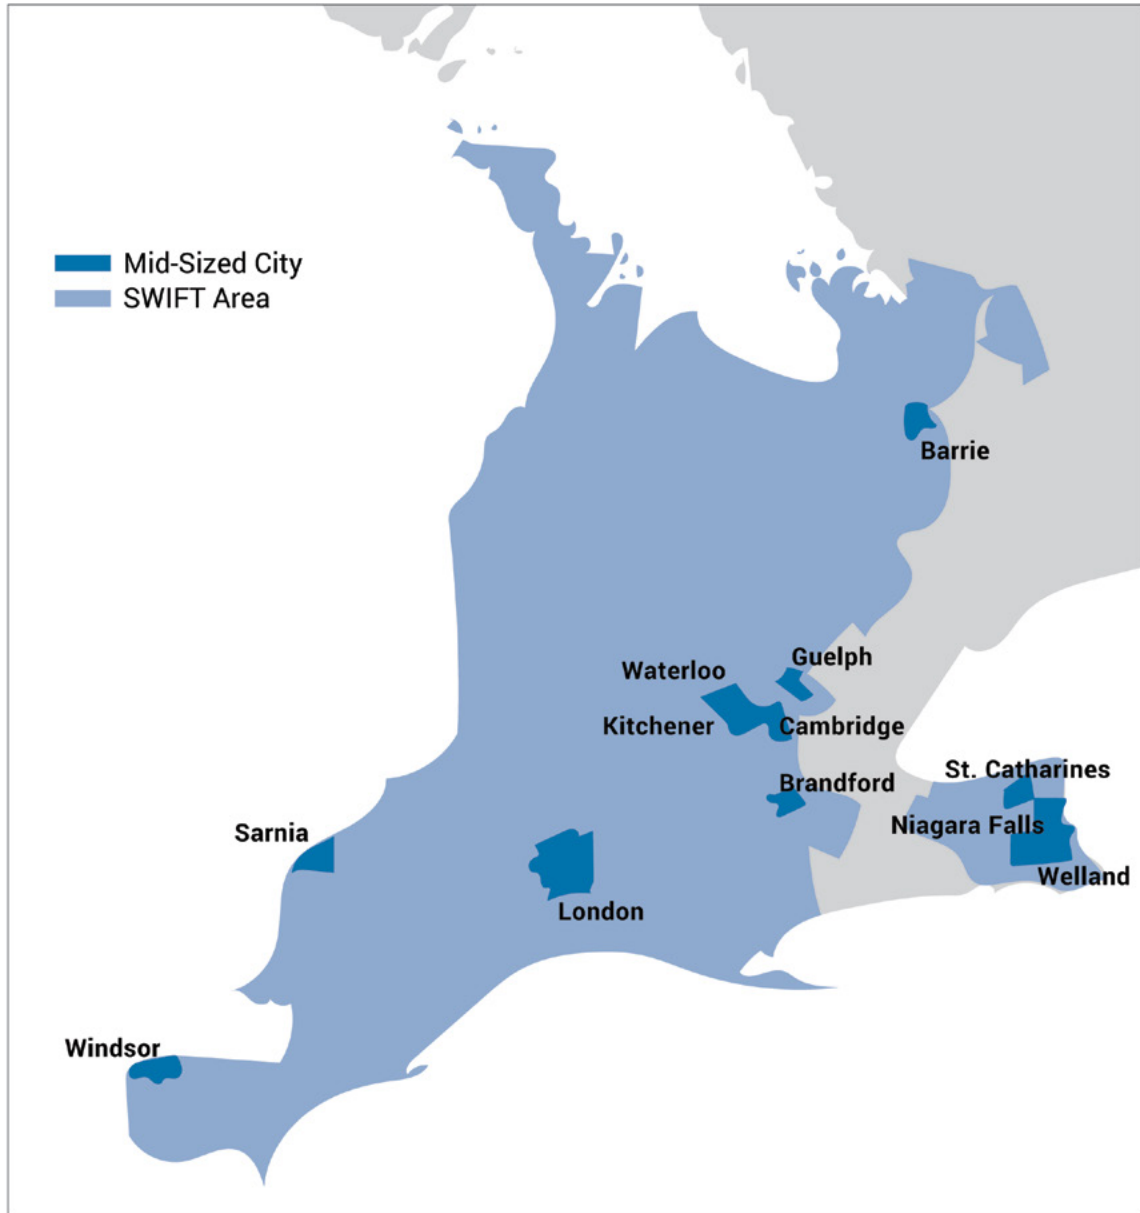 Mid-Sized City
SWIFT Area
Barrie
Guelph
Waterloo
Kitchener
Cambridge
St. Catharines
Brandford
Niagara Falls
Sarnia
Welland
London
Windsor